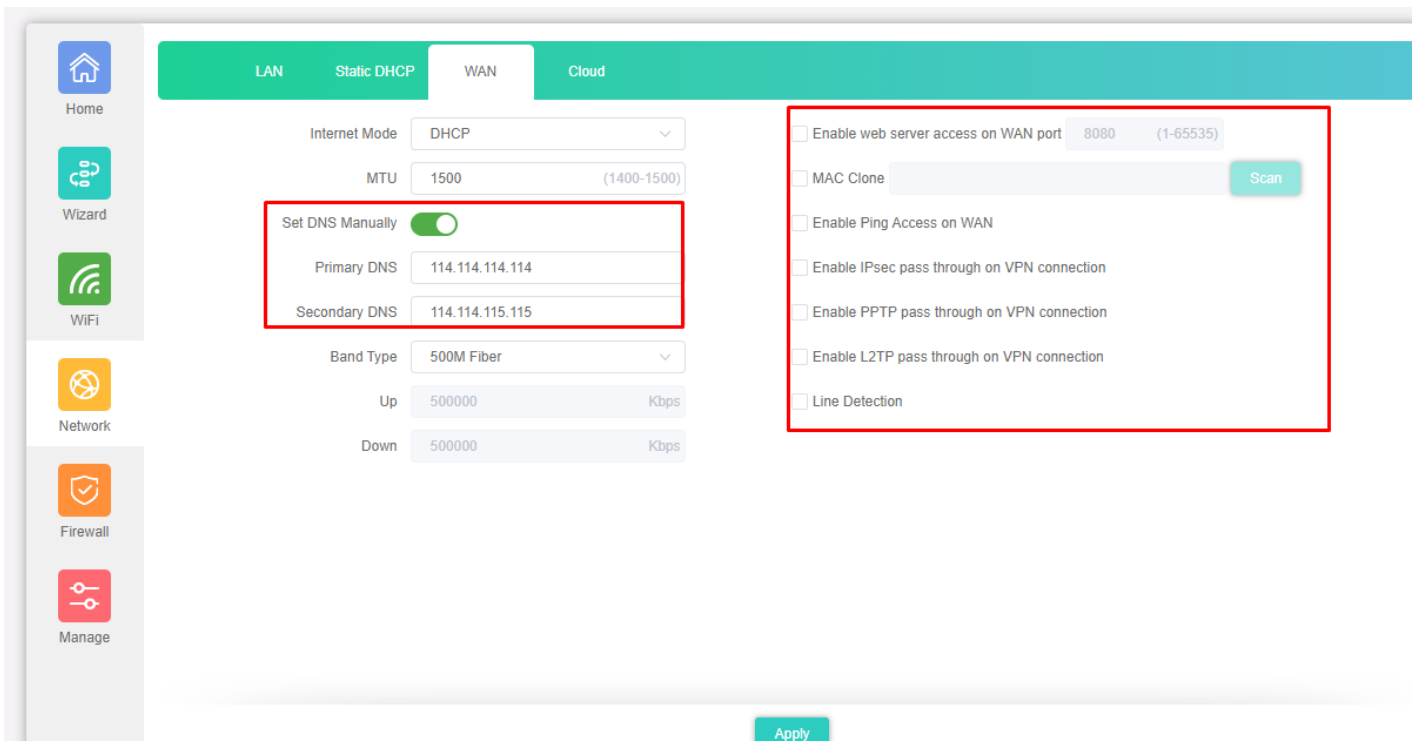 LAN
Static DHCP
WAN
Cloud
Home
Wizard
WiFi
Network
Firewall
Manage
Internet Mode DHCP
MTU 1500 (1400-1500)
Set DNS Manually
Primary DNS 114.114.114.114
Secondary DNS 114.114.115.115
Band Type 500M Fiber
Up 500000 Kbps
Down 500000 Kbps
Enable web server access on WAN port 8080 (1-65535)
MAC Clone Scan
Enable Ping Access on WAN
Enable IPsec pass through on VPN connection
Enable PPTP pass through on VPN connection
Enable L2TP pass through on VPN connection
Line Detection
Apply